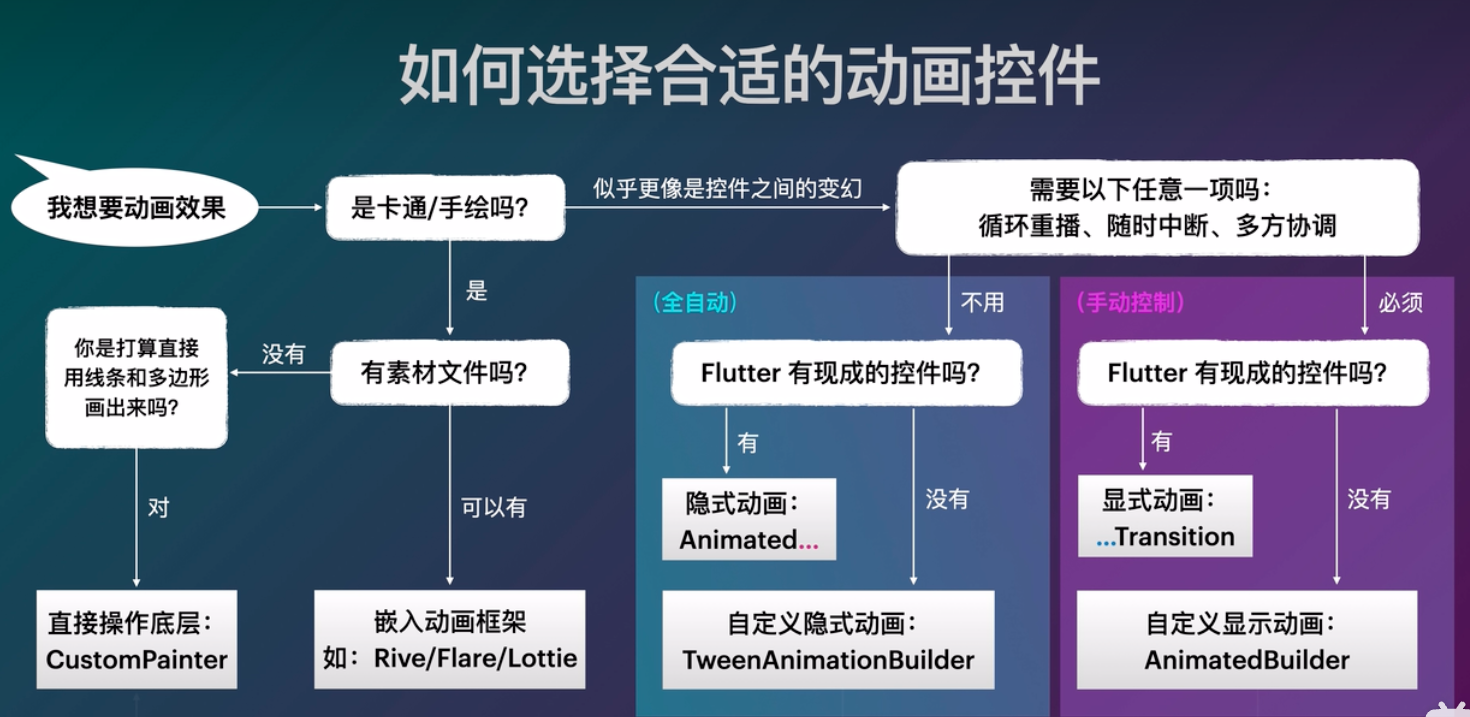 如何选择合适的动画控件
我想要动画效果
是卡通/手绘吗？
似乎更像是控件之间的变幻
需要以下任意一项吗：
循环重播、随时中断、多方协调
是
（全自动）
不用
（手动控制）
必须
你是打算直接
用线条和多边形
画出来吗？
没有
有素材文件吗？
Flutter 有现成的控件吗？
Flutter 有现成的控件吗？
有
有
对
可以有
隐式动画：
Animated...
没有
显式动画：
...Transition
没有
直接操作底层：
CustomPainter
嵌入动画框架
如：Rive/Flare/Lottie
自定义隐式动画：
TweenAnimationBuilder
自定义显示动画：
AnimatedBuilder